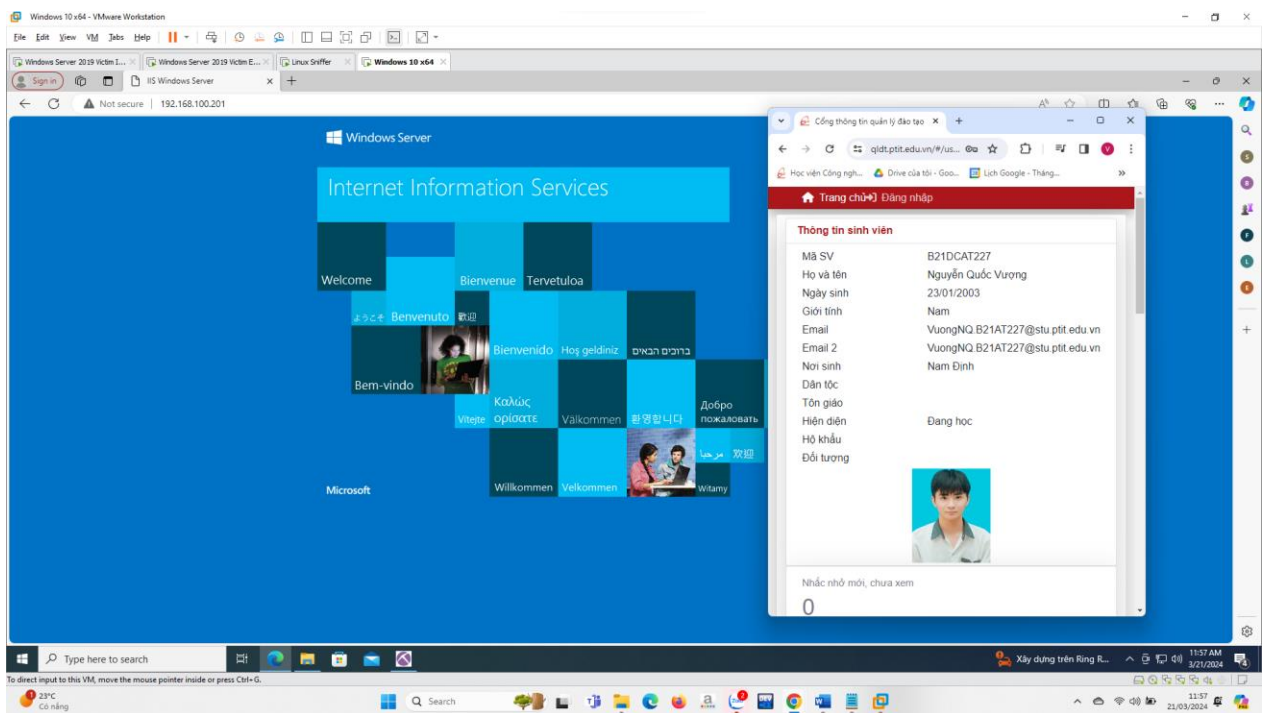 Windows 10 x64 - VMware Workstation
File Edit View VM Tabs Help
Windows Server 2019 Victim I... Windows Server 2019 Victim E... Linux Sniffer Windows 10 x64
Sign in IIS Windows Server
Not secure 192.168.100.201
Windows Server
Internet Information Services
Welcome Bienvenue Tervetuloa
ようこそ Benvenuto 歓迎
Bienvenido Hoş geldiniz ברוכים הבאים
Bem-vindo
Vítejte Καλώς ορίσατε Välkommen 환영합니다 Добро пожаловать
مرحبا 欢迎
Microsoft Willkommen Velkommen Witamy
Cổng thông tin quản lý đào tạo
qldt.ptit.edu.vn/#/us...
Học viện Công ngh... Drive của tôi - Goo... Lịch Google - Tháng...
Trang chủ Đăng nhập
Thông tin sinh viên
Mã SV B21DCAT227
Họ và tên Nguyễn Quốc Vượng
Ngày sinh 23/01/2003
Giới tính Nam
Email VuongNQ.B21AT227@stu.ptit.edu.vn
Email 2 VuongNQ.B21AT227@stu.ptit.edu.vn
Nơi sinh Nam Định
Dân tộc
Tôn giáo
Hiện diện Đang học
Hộ khẩu
Đối tượng
Nhắc nhở mới, chưa xem
0
Type here to search
Xây dựng trên Ring R... 11:57 AM
3/21/2024
To direct input to this VM, move the mouse pointer inside or press Ctrl+G.
23°C
Có nắng
Search
11:57
21/03/2024